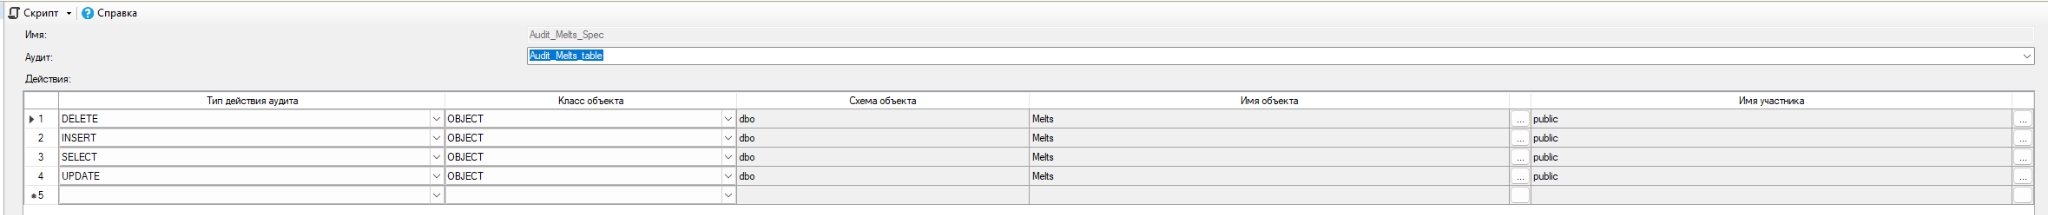 Скрипт Справка
Имя: Audit_Melts_Spec
Аудит: Audit_Melts_table
Действия:
Тип действия аудита Класс объекта Схема объекта Имя объекта Имя участника
1 DELETE OBJECT dbo Melts ... public ...
2 INSERT OBJECT dbo Melts ... public ...
3 SELECT OBJECT dbo Melts ... public ...
4 UPDATE OBJECT dbo Melts ... public ...
*5